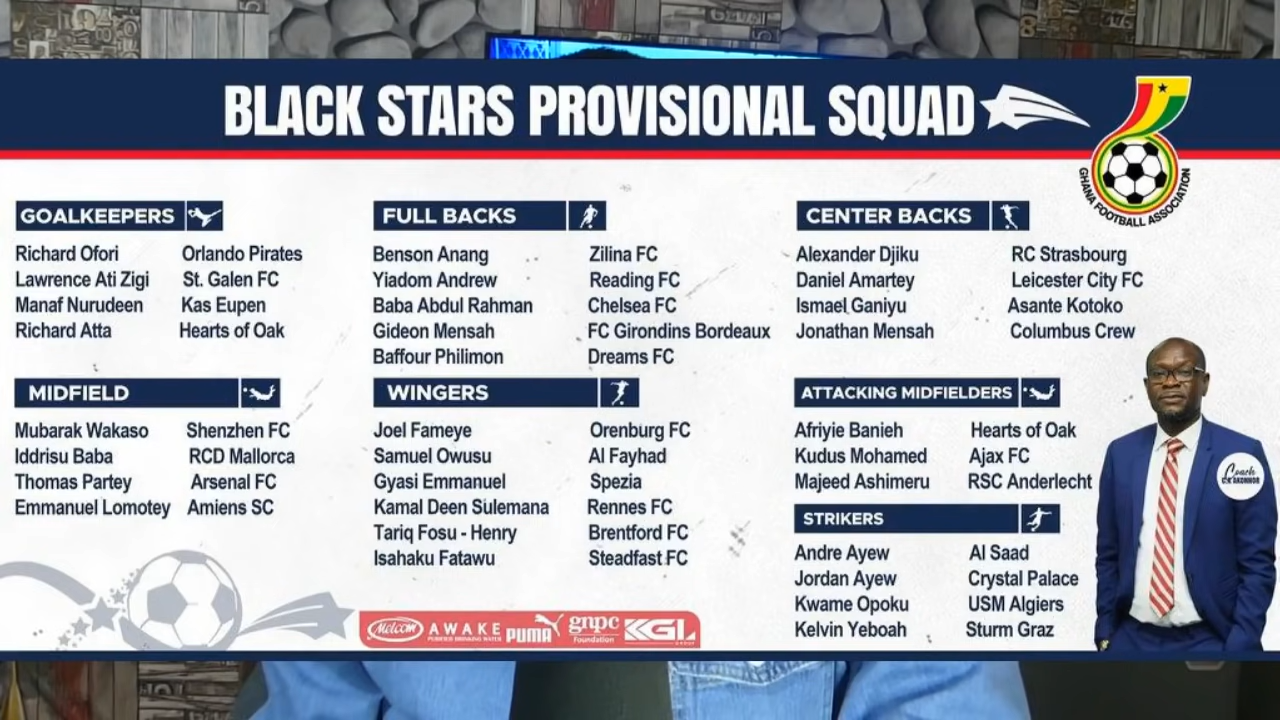 BLACK STARS PROVISIONAL SQUAD
GHANA FOOTBALL ASSOCIATION
GOALKEEPERS
Richard Ofori Orlando Pirates
Lawrence Ati Zigi St. Galen FC
Manaf Nurudeen Kas Eupen
Richard Atta Hearts of Oak
FULL BACKS
Benson Anang Zilina FC
Yiadom Andrew Reading FC
Baba Abdul Rahman Chelsea FC
Gideon Mensah FC Girondins Bordeaux
Baffour Philimon Dreams FC
CENTER BACKS
Alexander Djiku RC Strasbourg
Daniel Amartey Leicester City FC
Ismael Ganiyu Asante Kotoko
Jonathan Mensah Columbus Crew
MIDFIELD
Mubarak Wakaso Shenzhen FC
Iddrisu Baba RCD Mallorca
Thomas Partey Arsenal FC
Emmanuel Lomotey Amiens SC
WINGERS
Joel Fameye Orenburg FC
Samuel Owusu Al Fayhad
Gyasi Emmanuel Spezia
Kamal Deen Sulemana Rennes FC
Tariq Fosu - Henry Brentford FC
Isahaku Fatawu Steadfast FC
ATTACKING MIDFIELDERS
Afriyie Banieh Hearts of Oak
Kudus Mohamed Ajax FC
Majeed Ashimeru RSC Anderlecht
STRIKERS
Andre Ayew Al Saad
Jordan Ayew Crystal Palace
Kwame Opoku USM Algiers
Kelvin Yeboah Sturm Graz
Coach
C.K AKONNOR
Melcom
AWAKE
PURIFIED DRINKING WATER
PUMA
gnpc
Foundation
KGL